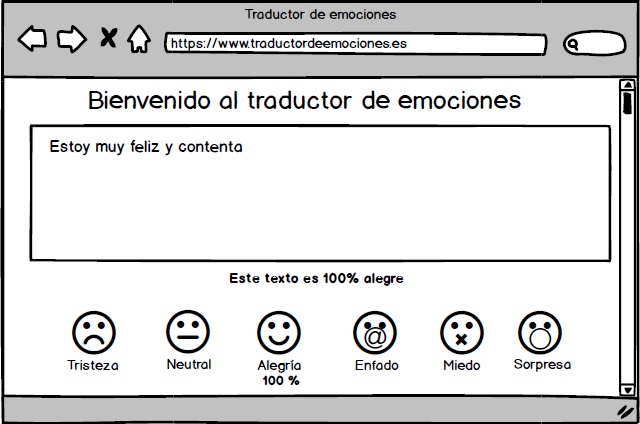 Traductor de emociones
https://www.traductordeemociones.es
Bienvenido al traductor de emociones
Estoy muy feliz y contenta
Este texto es 100% alegre
Tristeza
Neutral
Alegría
100 %
Enfado
Miedo
Sorpresa